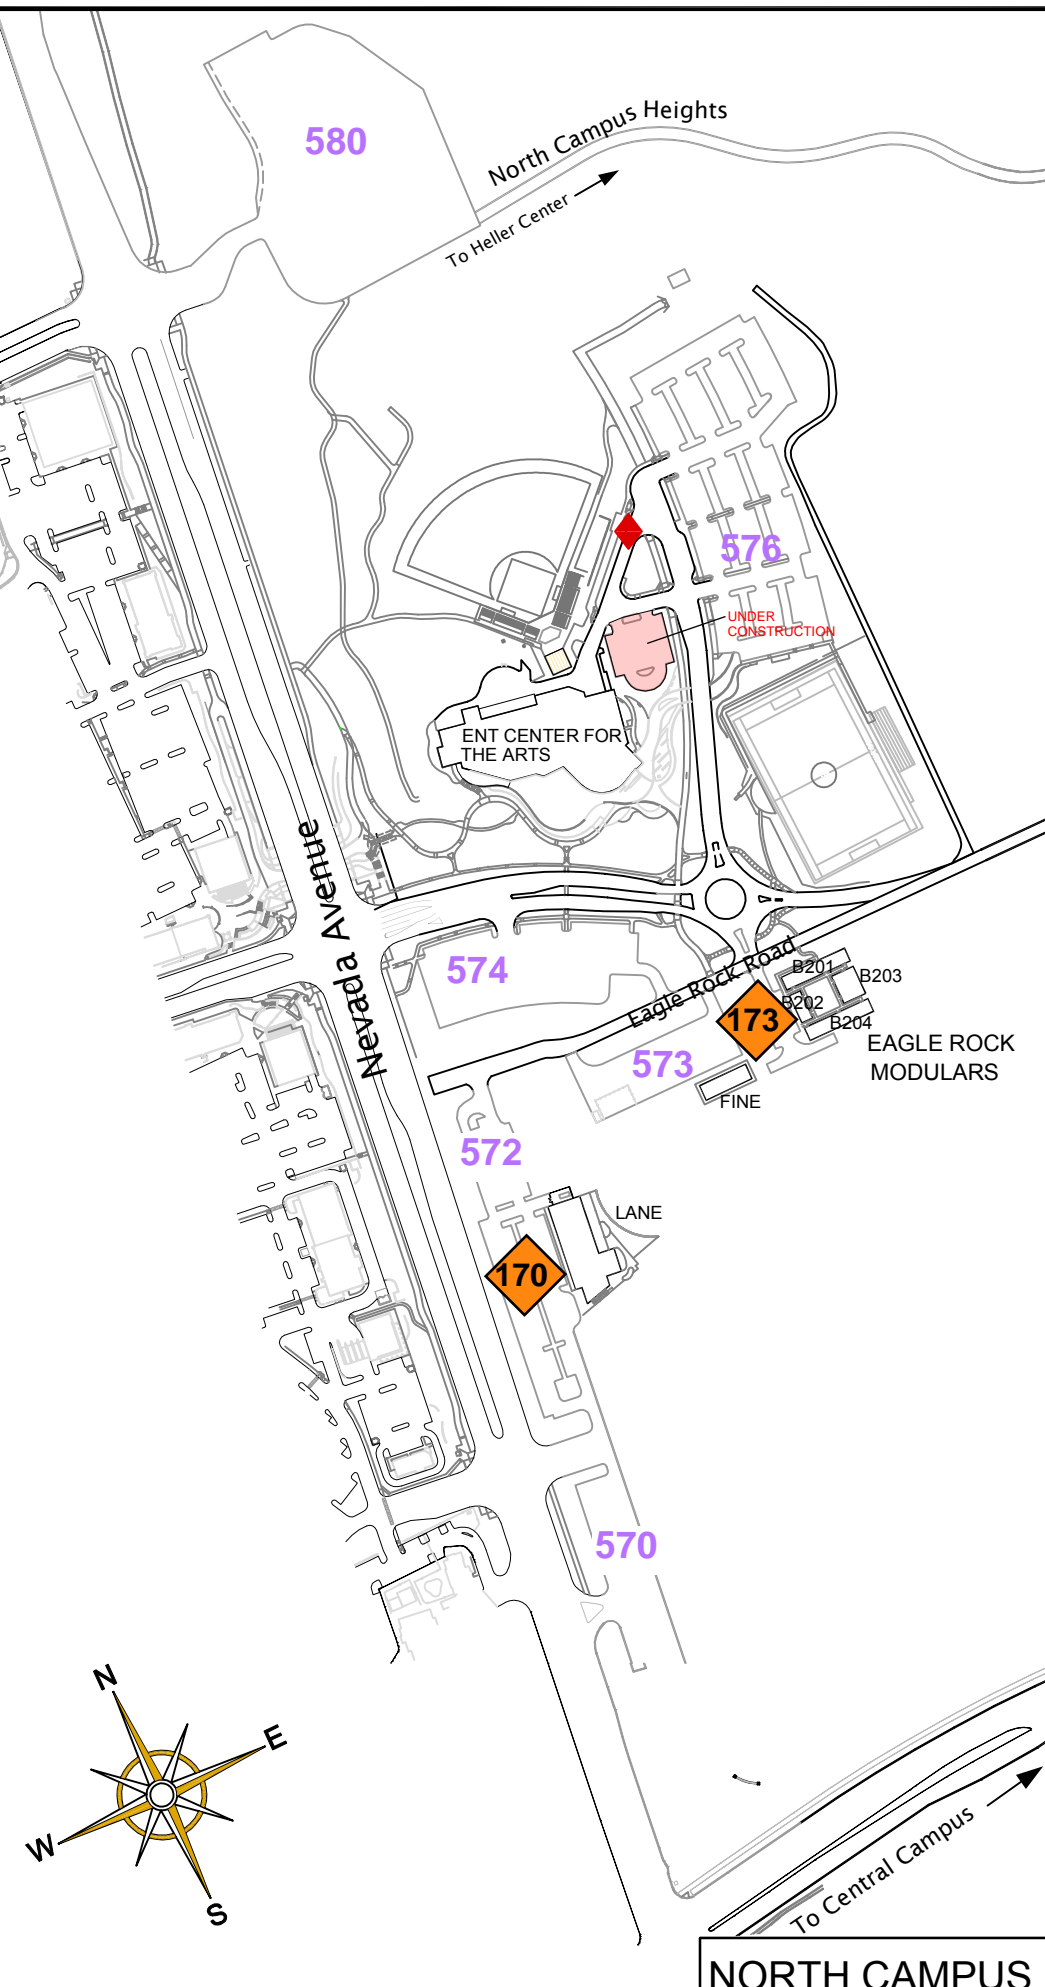 580
North Campus Heights
To Heller Center
576
UNDER
CONSTRUCTION
ENT CENTER FOR
THE ARTS
Nevada Avenue
574
Eagle Rock Road
B201
B203
B202
B204
173
EAGLE ROCK
MODULARS
573
FINE
572
LANE
170
570
N
E
W
S
To Central Campus
NORTH CAMPUS